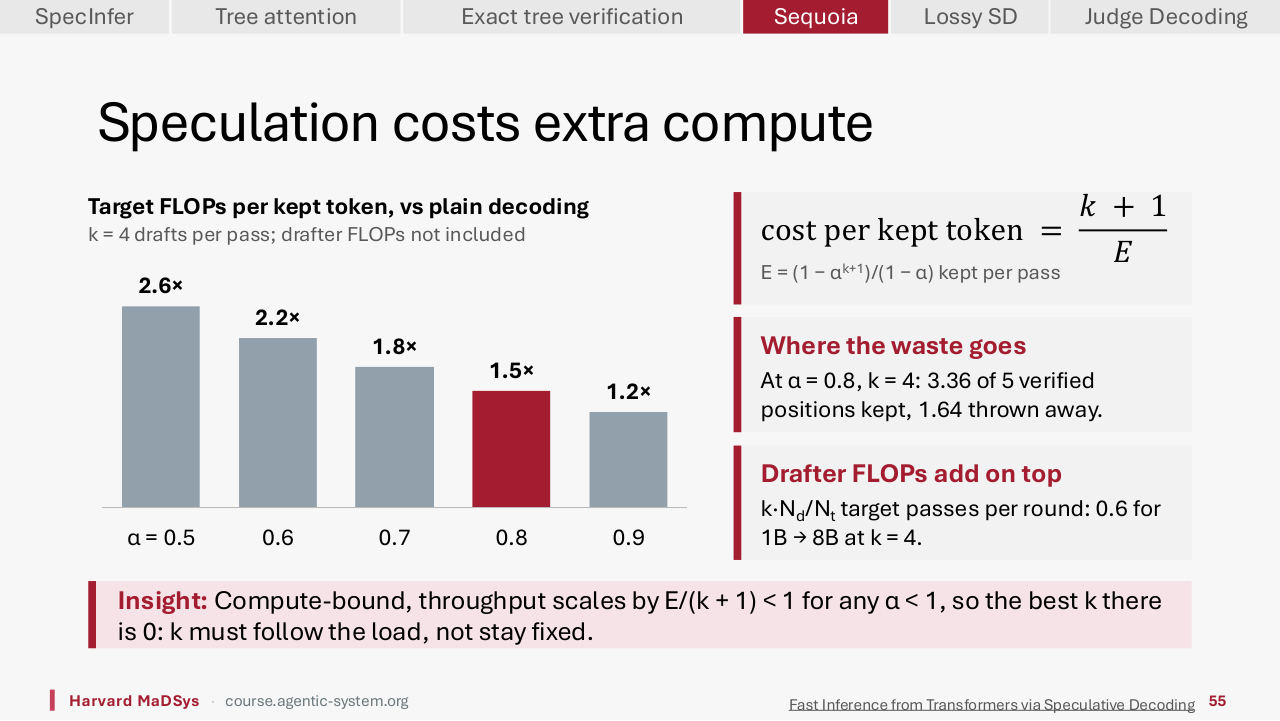 SpecInfer Tree attention Exact tree verification Sequoia Lossy SD Judge Decoding
Speculation costs extra compute
Target FLOPs per kept token, vs plain decoding
k = 4 drafts per pass; drafter FLOPs not included
2.6×
2.2×
1.8×
1.5×
1.2×
α = 0.5 0.6 0.7 0.8 0.9
cost per kept token = (k + 1)/E
E = (1 − αᵏ⁺¹)/(1 − α) kept per pass
Where the waste goes
At α = 0.8, k = 4: 3.36 of 5 verified
positions kept, 1.64 thrown away.
Drafter FLOPs add on top
k·N_d/N_t target passes per round: 0.6 for
1B → 8B at k = 4.
Insight: Compute-bound, throughput scales by E/(k + 1) < 1 for any α < 1, so the best k there
is 0: k must follow the load, not stay fixed.
Harvard MaDSys · course.agentic-system.org
Fast Inference from Transformers via Speculative Decoding 55